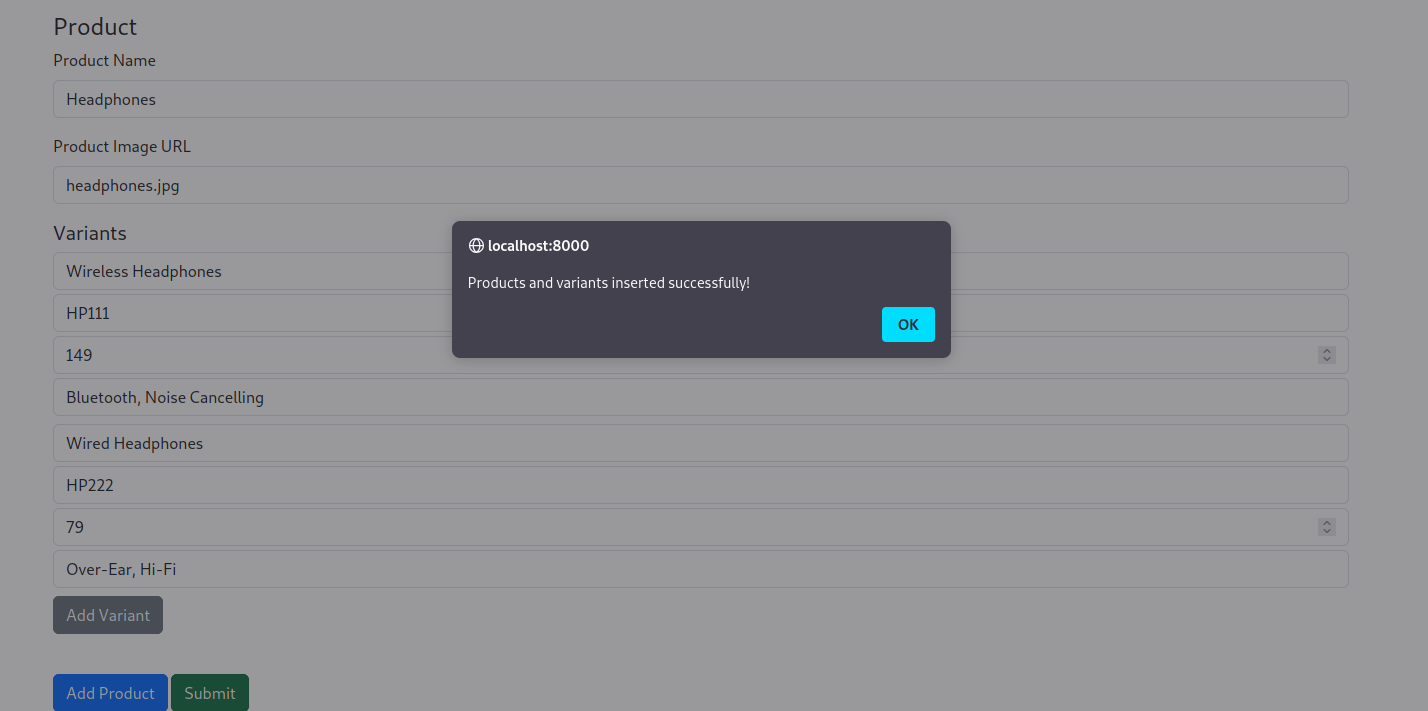 Product
Product Name
Headphones
Product Image URL
headphones.jpg
Variants
localhost:8000
Products and variants inserted successfully!
OK
Wireless Headphones
HP111
149
Bluetooth, Noise Cancelling
Wired Headphones
HP222
79
Over-Ear, Hi-Fi
Add Variant
Add Product Submit